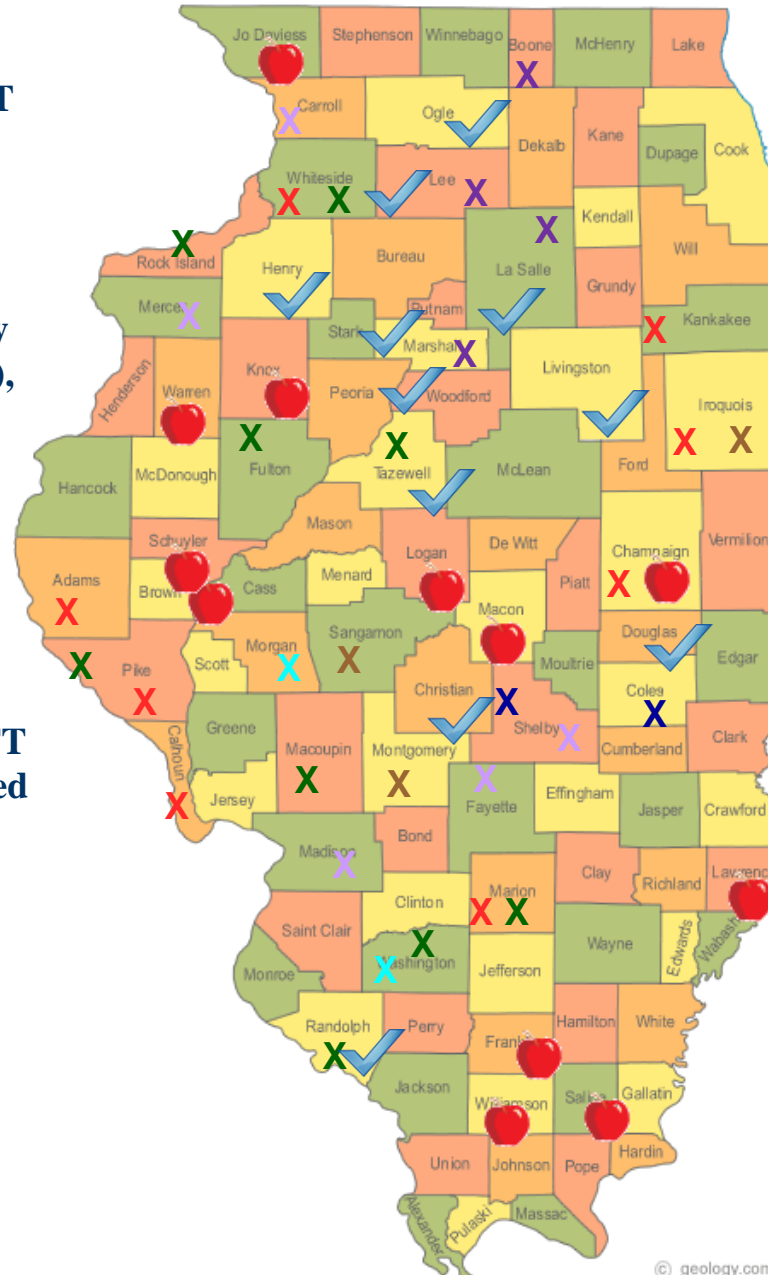 Jo Daviess Stephenson Winnebago Boone McHenry Lake
T
Carroll Ogle Dekalb Kane Dupage Cook
Whiteside Lee
Kendall
Rock Island Henry Bureau La Salle Grundy Will
Mercer Stark Putnam Kankakee
y
Marshall
),
Henderson Warren Knox Peoria Woodford Livingston Iroquois
Hancock McDonough Fulton Tazewell McLean Ford
Schuyler Mason Logan De Witt Champaign Vermilion
Adams Brown Cass Menard Macon Piatt
Pike Scott Morgan Sangamon Christian Moultrie Douglas Edgar
Coles
FT
ed
Calhoun Greene Macoupin Montgomery Shelby Cumberland Clark
Jersey Fayette Effingham Jasper Crawford
Madison Bond
Clinton Marion Clay Richland Lawrenc
Saint Clair Washington Wayne Edwards Wabash
Monroe Jefferson
Randolph Perry Hamilton White
Fran
Jackson Williamson Sali Gallatin
Union Johnson Pope Hardin
Alexander Pulaski Massac
© geology.com